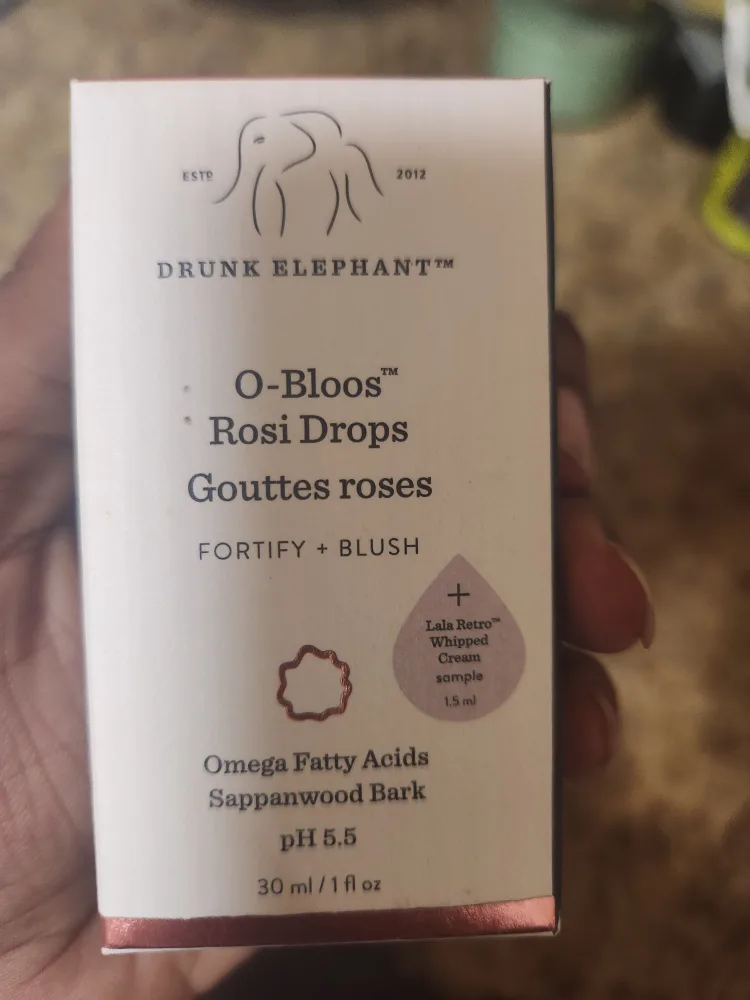 ESTD 2012
DRUNK ELEPHANT™
O-Bloos™
Rosi Drops
Gouttes roses
FORTIFY + BLUSH
+
Lala Retro™
Whipped
Cream
sample
1.5 ml
Omega Fatty Acids
Sappanwood Bark
pH 5.5
30 ml / 1 fl oz